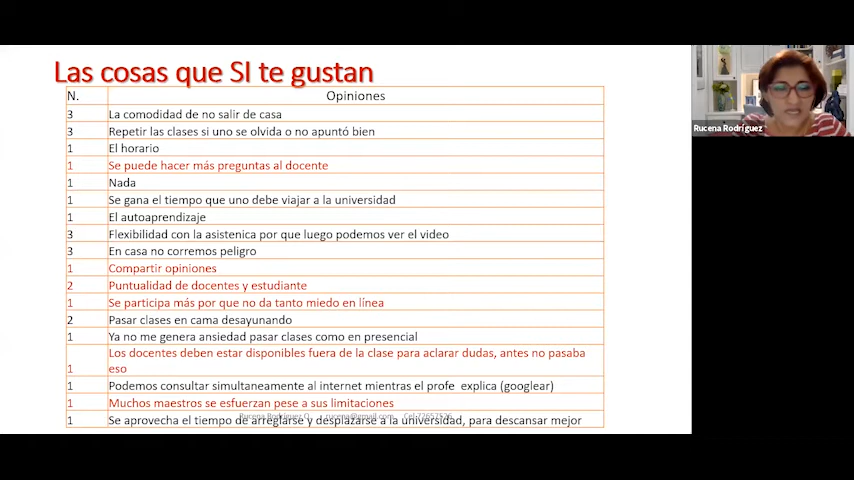 Las cosas que SI te gustan
N. Opiniones
3 La comodidad de no salir de casa
3 Repetir las clases si uno se olvida o no apuntó bien
1 El horario
1 Se puede hacer más preguntas al docente
1 Nada
1 Se gana el tiempo que uno debe viajar a la universidad
1 El autoaprendizaje
3 Flexibilidad con la asistenica por que luego podemos ver el video
3 En casa no corremos peligro
1 Compartir opiniones
2 Puntualidad de docentes y estudiante
1 Se participa más por que no da tanto miedo en línea
2 Pasar clases en cama desayunando
1 Ya no me genera ansiedad pasar clases como en presencial
Los docentes deben estar disponibles fuera de la clase para aclarar dudas, antes no pasaba
1 eso
1 Podemos consultar simultaneamente al internet mientras el profe explica (googlear)
1 Muchos maestros se esfuerzan pese a sus limitaciones
Rucena Rodríguez O. rucena@gmail.com Cel:
1 Se aprovecha el tiempo de arreglarse y desplazarse a la universidad, para descansar mejor
Rucena Rodríguez